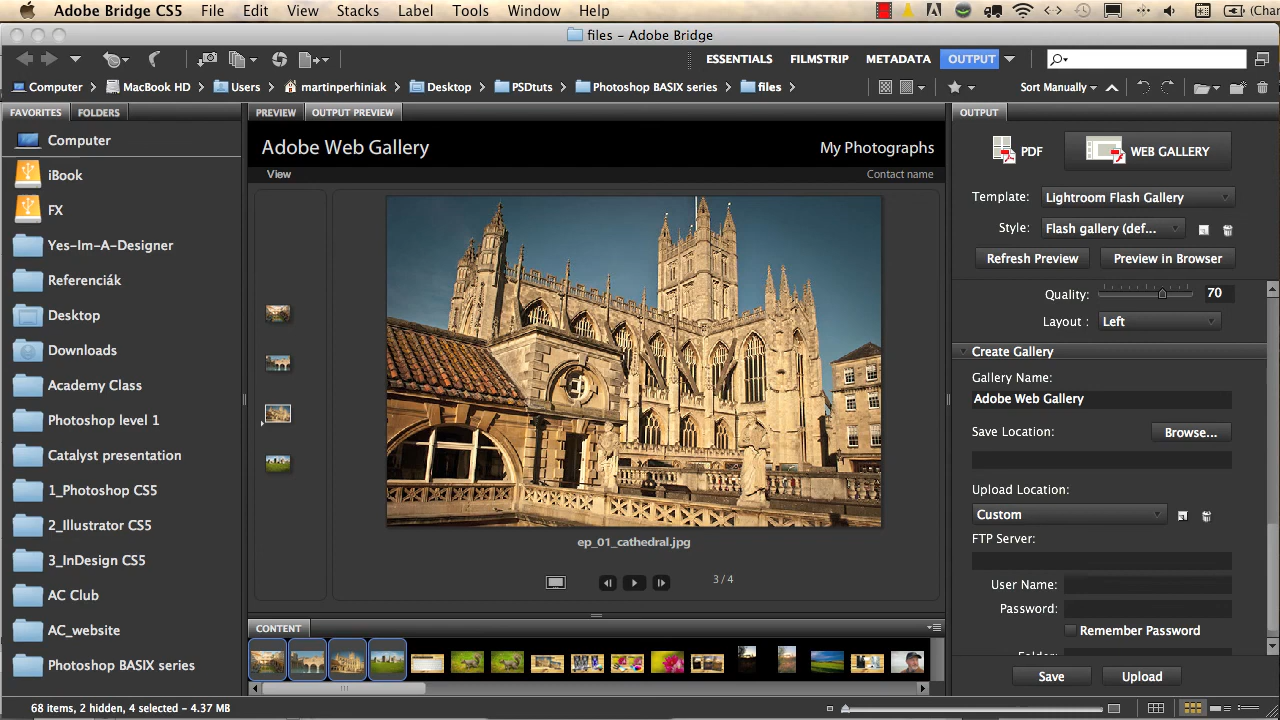 Adobe Bridge CS5 File Edit View Stacks Label Tools Window Help
files – Adobe Bridge
ESSENTIALS FILMSTRIP METADATA OUTPUT
Computer MacBook HD Users martinperhiniak Desktop PSDtuts Photoshop BASIX series files Sort Manually
FAVORITES FOLDERS
Computer
iBook
FX
Yes-Im-A-Designer
Referenciák
Desktop
Downloads
Academy Class
Photoshop level 1
Catalyst presentation
1_Photoshop CS5
2_Illustrator CS5
3_InDesign CS5
AC Club
AC_website
Photoshop BASIX series
PREVIEW OUTPUT PREVIEW
Adobe Web Gallery My Photographs
View Contact name
ep_01_cathedral.jpg
3 / 4
CONTENT
OUTPUT
PDF WEB GALLERY
Template: Lightroom Flash Gallery
Style: Flash gallery (def...
Refresh Preview Preview in Browser
Quality: 70
Layout : Left
Create Gallery
Gallery Name:
Adobe Web Gallery
Save Location: Browse...
Upload Location:
Custom
FTP Server:
User Name:
Password:
Remember Password
Save Upload
68 items, 2 hidden, 4 selected – 4.37 MB